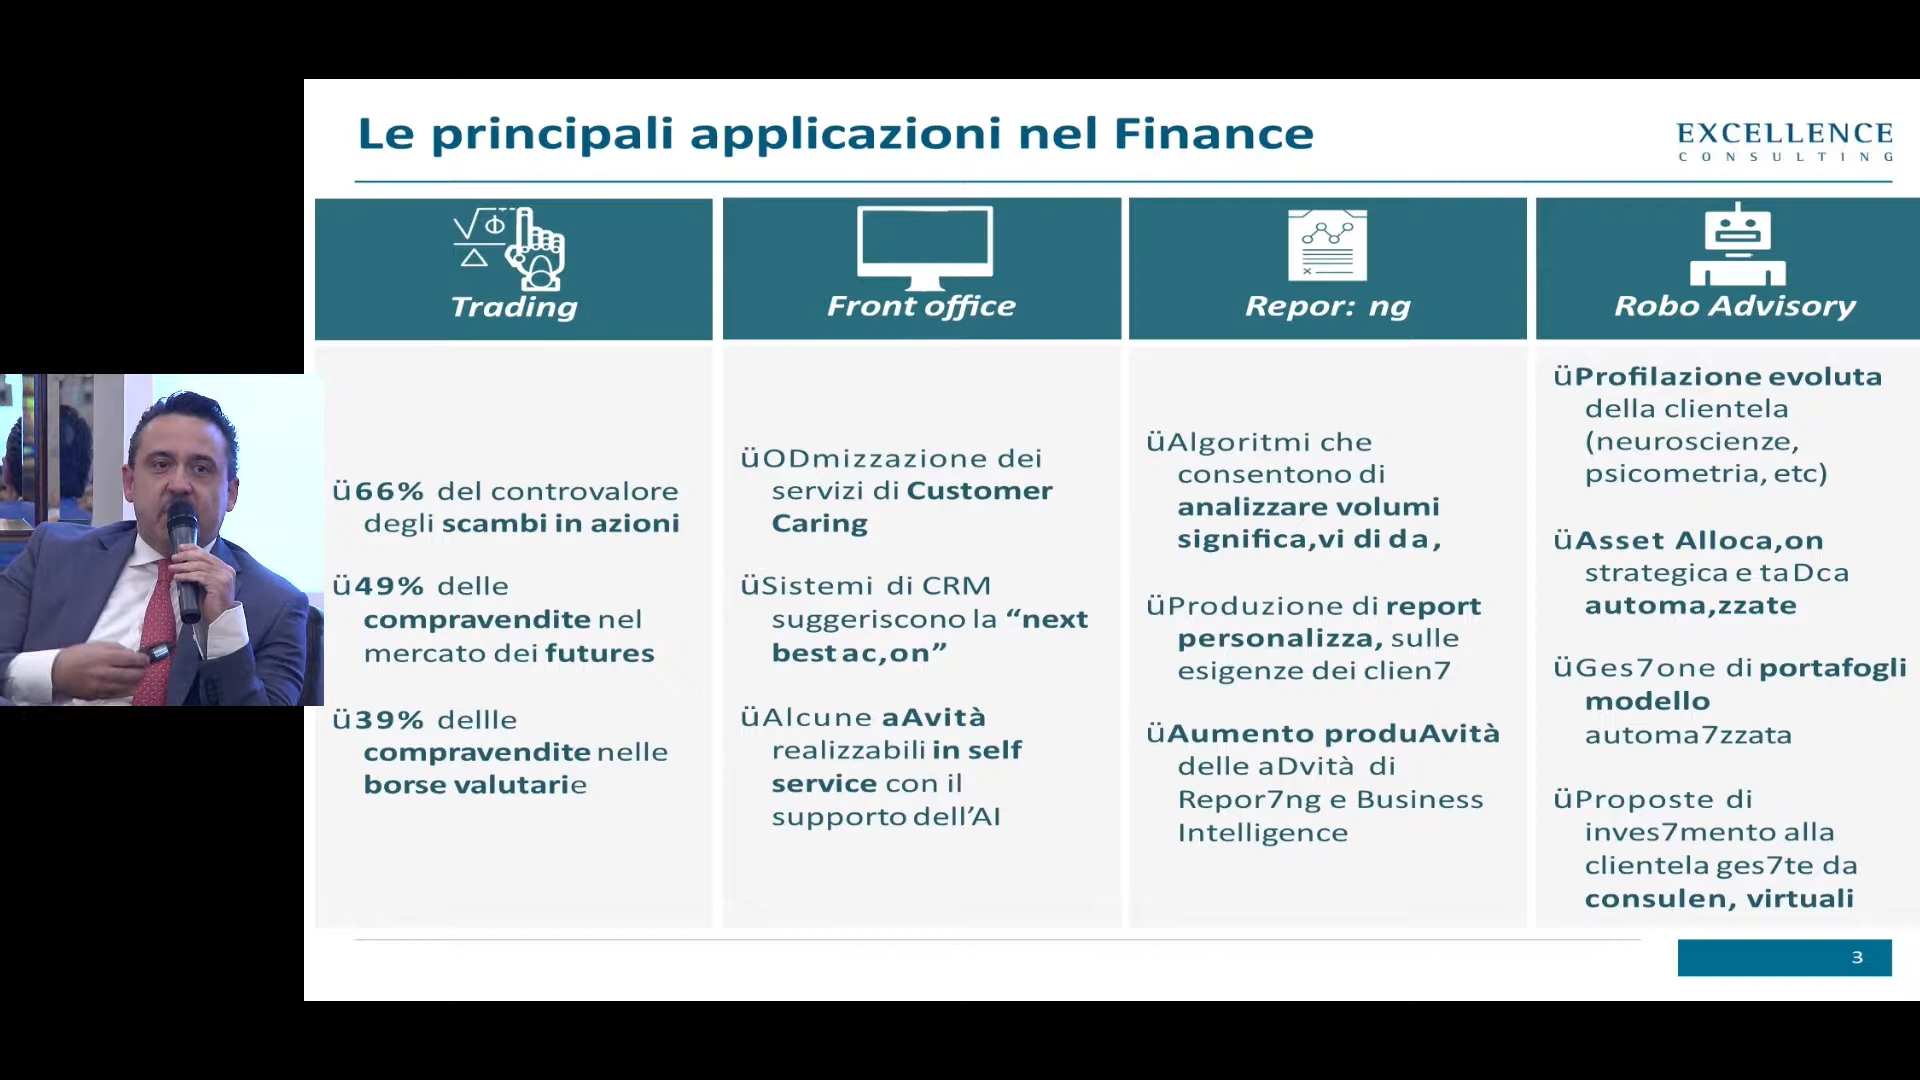 Le principali applicazioni nel Finance
EXCELLENCE
CONSULTING
√Φ
Δ
Trading
ü66% del controvalore
degli scambi in azioni
ü49% delle
compravendite nel
mercato dei futures
ü39% dellle
compravendite nelle
borse valutarie
Front office
üODmizzazione dei
servizi di Customer
Caring
üSistemi di CRM
suggeriscono la “next
best ac,on”
üAlcune aAvità
realizzabili in self
service con il
supporto dell’AI
Repor: ng
üAlgoritmi che
consentono di
analizzare volumi
significa,vi di da,
üProduzione di report
personalizza, sulle
esigenze dei clien7
üAumento produAvità
delle aDvità di
Repor7ng e Business
Intelligence
Robo Advisory
üProfilazione evoluta
della clientela
(neuroscienze,
psicometria, etc)
üAsset Alloca,on
strategica e taDca
automa,zzate
üGes7one di portafogli
modello
automa7zzata
üProposte di
inves7mento alla
clientela ges7te da
consulen, virtuali
3